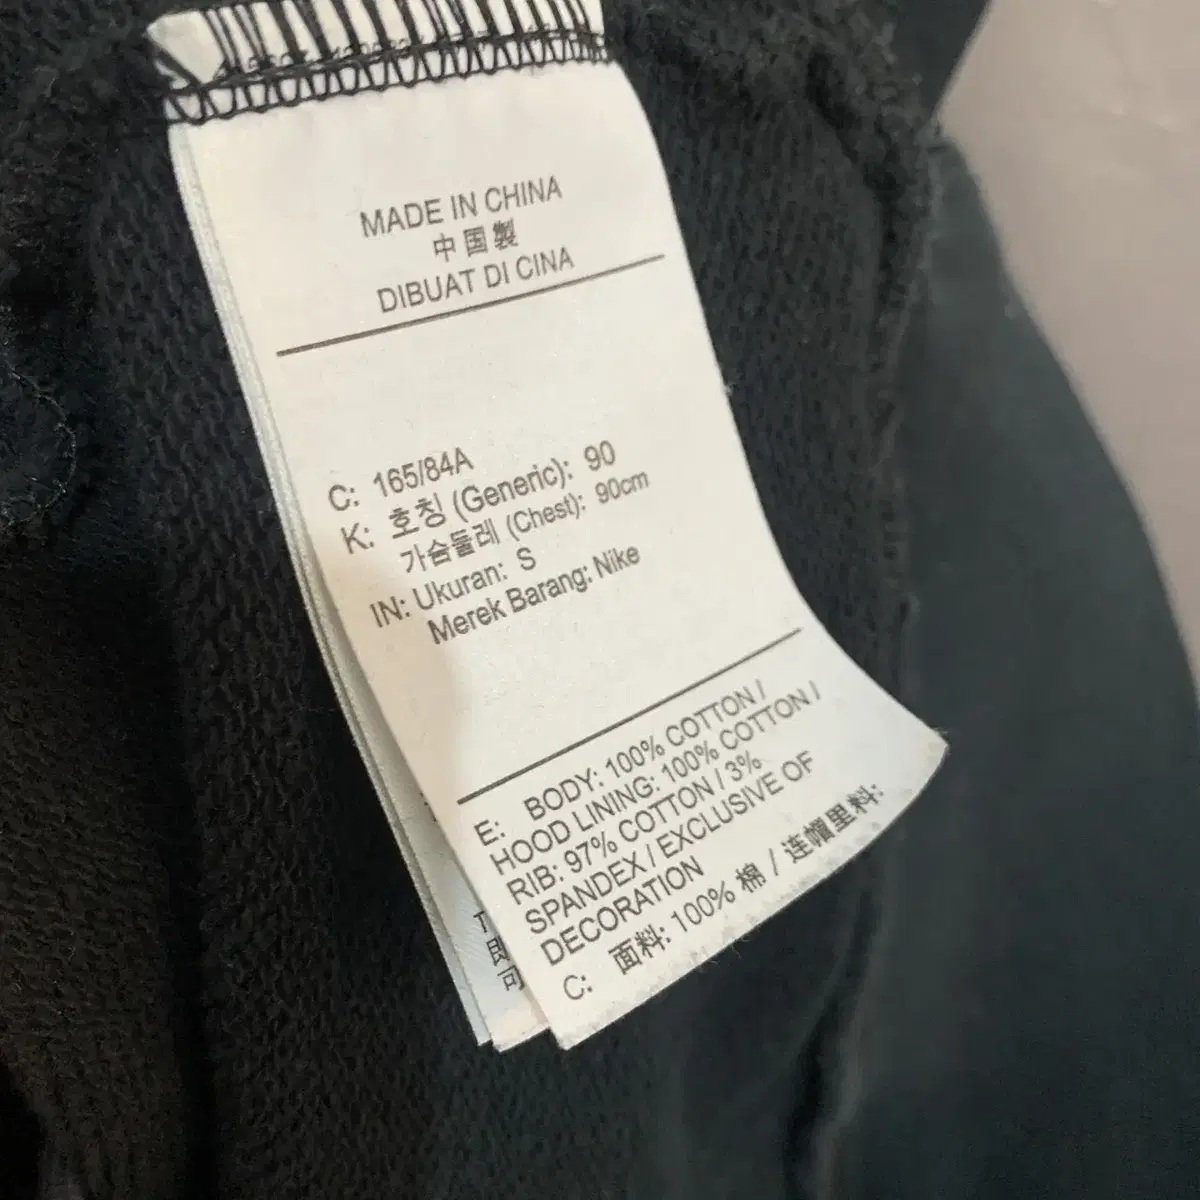 MADE IN CHINA
中国製
DIBUAT DI CINA
C: 165/84A
K: 호칭 (Generic): 90
가슴둘레 (Chest): 90cm
IN: Ukuran: S
Merek Barang: Nike
E: BODY: 100% COTTON /
HOOD LINING: 100% COTTON /
RIB: 97% COTTON / 3%
SPANDEX / EXCLUSIVE OF
DECORATION
C: 面料: 100% 棉 / 连帽里料: